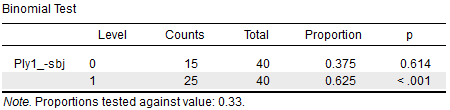 Binomial Test
Level Counts Total Proportion p
Ply1_-sbj 0 15 40 0.375 0.614
1 25 40 0.625 < .001
Note. Proportions tested against value: 0.33.